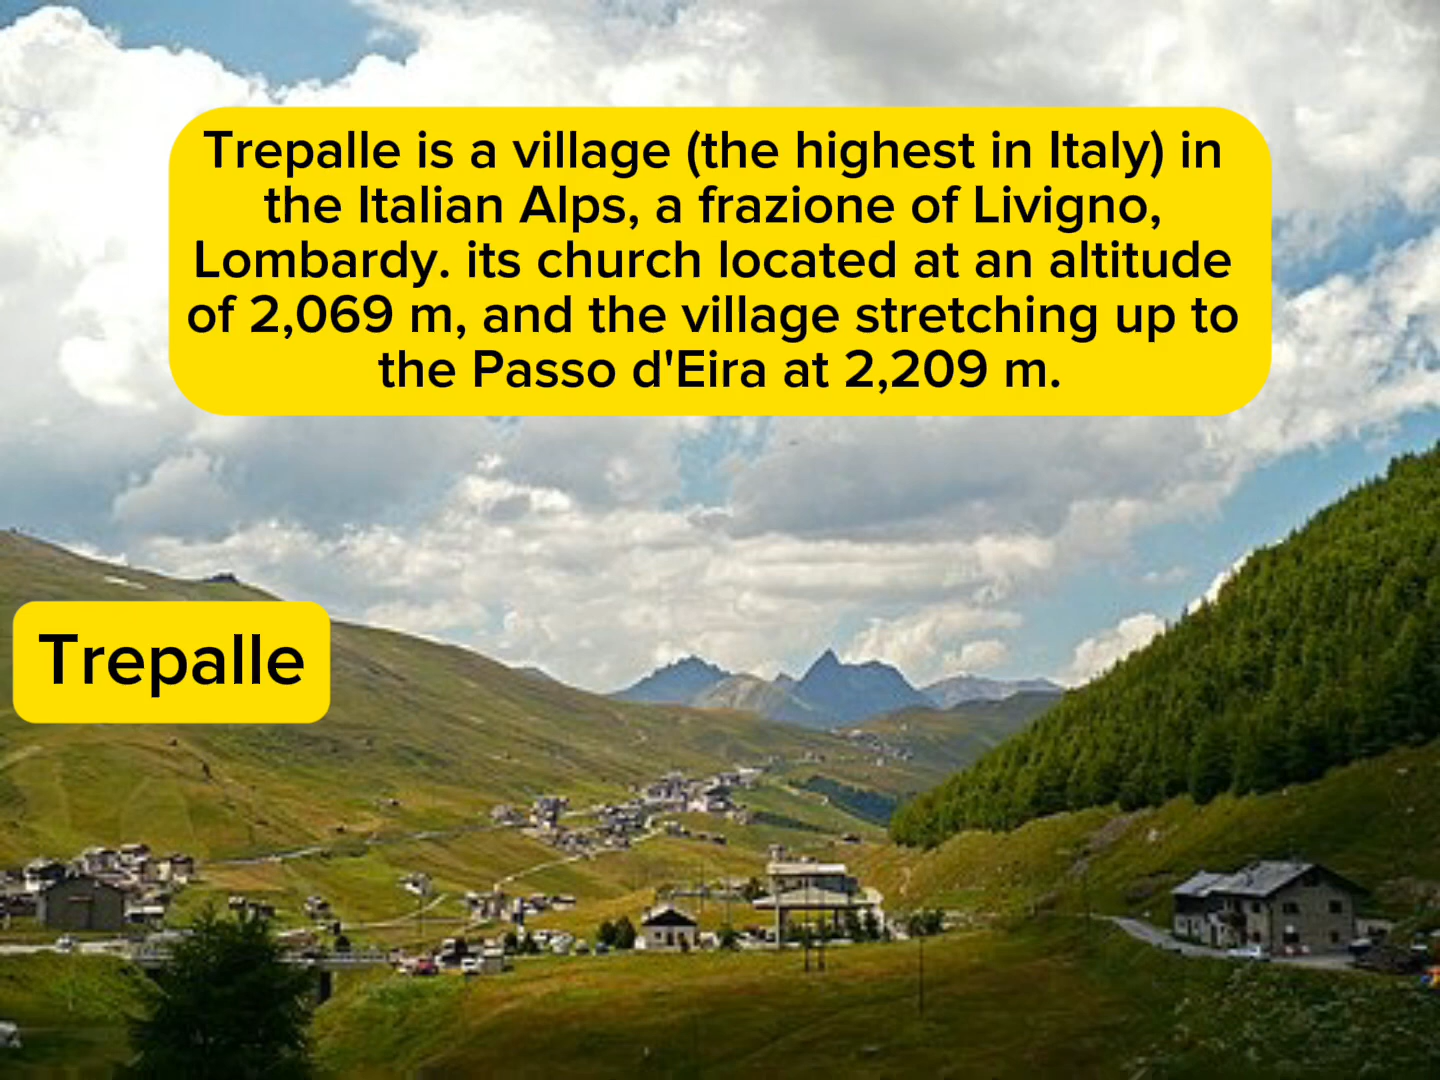 Trepalle is a village (the highest in Italy) in
the Italian Alps, a frazione of Livigno,
Lombardy. its church located at an altitude
of 2,069 m, and the village stretching up to
the Passo d'Eira at 2,209 m.
Trepalle